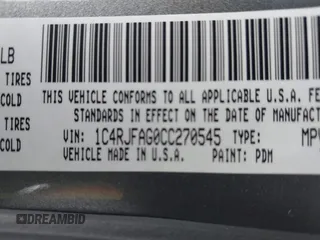 LB
TIRES
COLD
THIS VEHICLE CONFORMS TO ALL APPLICABLE U.S.A. FE
STANDARDS IN EFFECT ON THE DATE OF MANUFACT
TIRES
COLD
VIN: 1C4RJFAG0CC270545 TYPE: MPV
VEHICLE MADE IN U.S.A. PAINT: PDM
DREAMBID